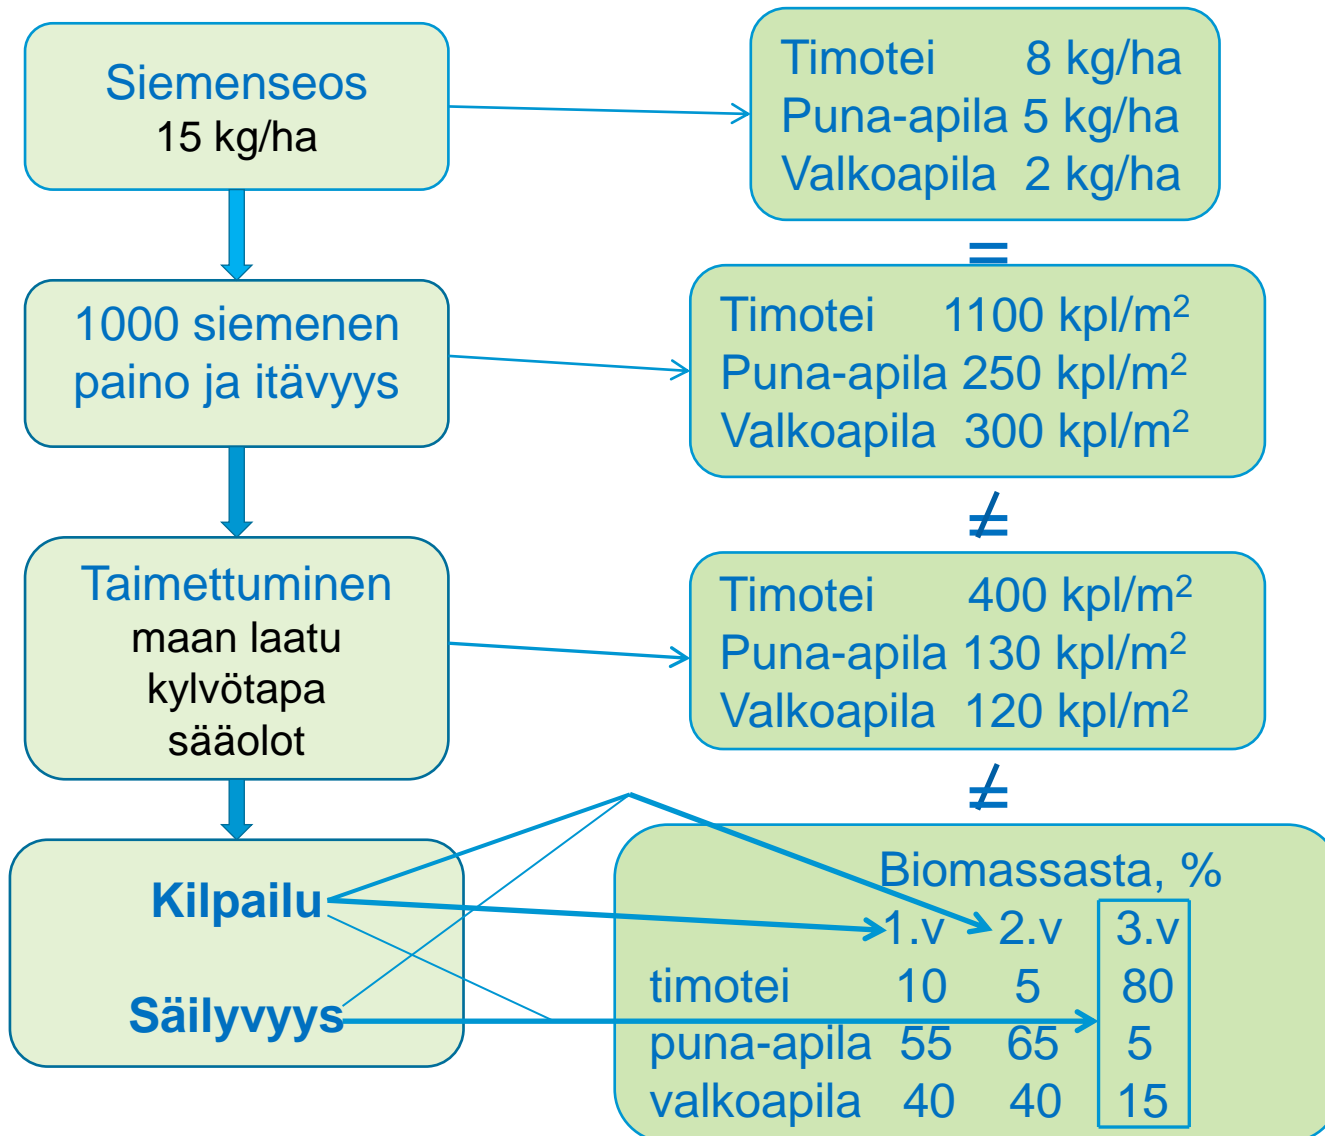 Siemenseos
15 kg/ha
Timotei 8 kg/ha
Puna-apila 5 kg/ha
Valkoapila 2 kg/ha
=
1000 siemenen
paino ja itävyys
Timotei 1100 kpl/m²
Puna-apila 250 kpl/m²
Valkoapila 300 kpl/m²
≠
Taimettuminen
maan laatu
kylvötapa
sääolot
Timotei 400 kpl/m²
Puna-apila 130 kpl/m²
Valkoapila 120 kpl/m²
≠
Kilpailu
Säilyvyys
Biomassasta, %
1.v 2.v 3.v
timotei 10 5 80
puna-apila 55 65 5
valkoapila 40 40 15